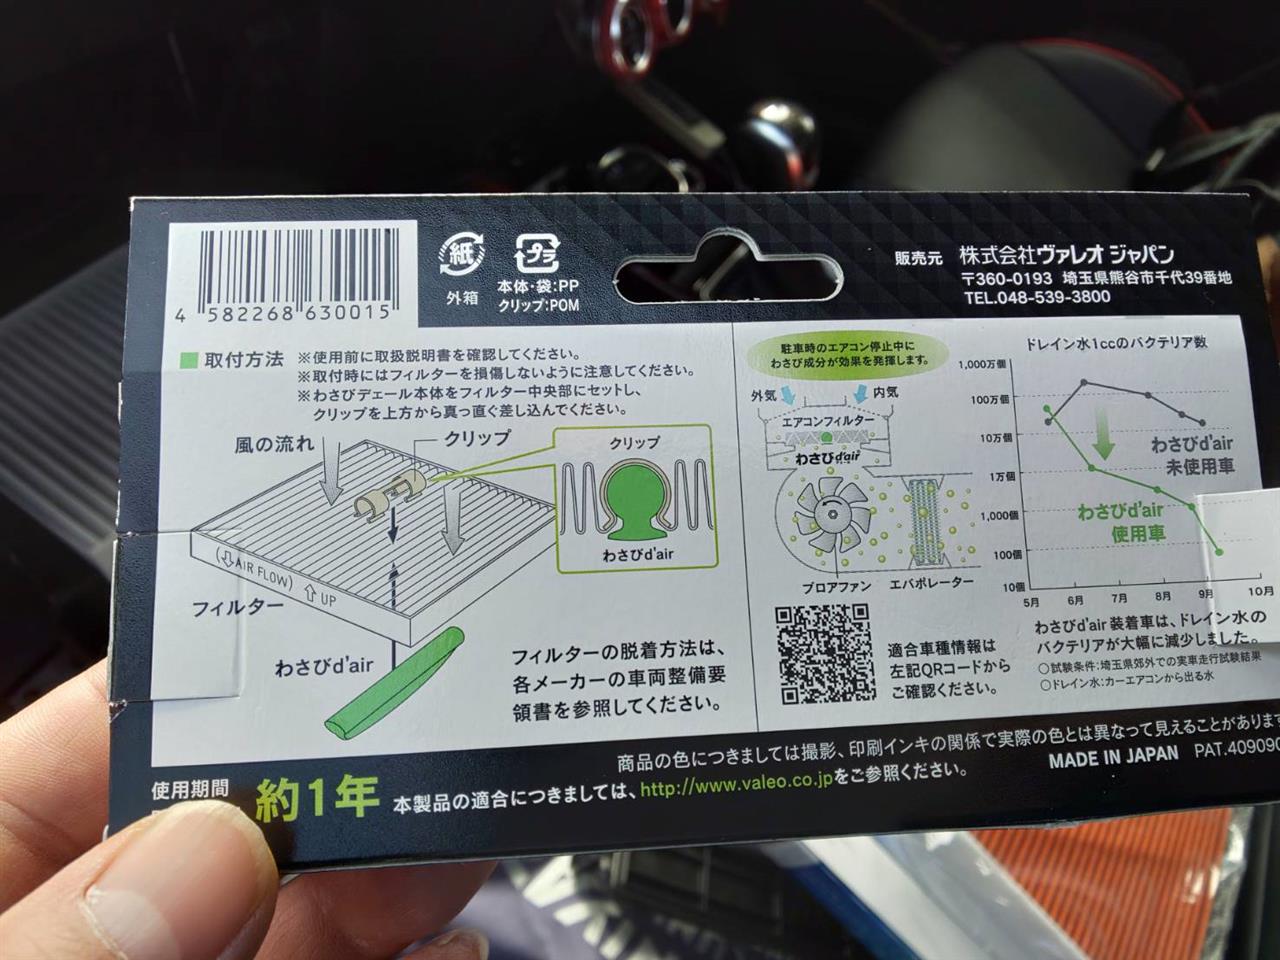 4 582268 630015
紙
外箱
プラ
本体・袋:PP
クリップ:POM
販売元 株式会社ヴァレオ ジャパン
〒360-0193 埼玉県熊谷市千代39番地
TEL.048-539-3800
取付方法
※使用前に取扱説明書を確認してください。
※取付時にはフィルターを損傷しないように注意してください。
※わさびデェール本体をフィルター中央部にセットし、
クリップを上方から真っ直ぐ差し込んでください。
風の流れ
クリップ
クリップ
わさびd'air
(AIR FLOW)
UP
フィルター
わさびd'air
フィルターの脱着方法は、
各メーカーの車両整備要
領書を参照してください。
駐車時のエアコン停止中に
わさび成分が効果を発揮します。
外気
内気
エアコンフィルター
わさびd'air
ブロアファン
エバポレーター
適合車種情報は
左記QRコードから
ご確認ください。
ドレイン水1ccのバクテリア数
1,000万個
100万個
10万個
1万個
1,000個
100個
10個
5月 6月 7月 8月 9月 10月
わさびd'air
未使用車
わさびd'air
使用車
わさびd'air 装着車は、ドレイン水の
バクテリアが大幅に減少しました。
○試験条件:埼玉県郊外での実車走行試験結果
○ドレイン水:カーエアコンから出る水
商品の色につきましては撮影、印刷インキの関係で実際の色とは異なって見えることがあります
MADE IN JAPAN PAT.409090
使用期間
約1年
本製品の適合につきましては、http://www.valeo.co.jpをご参照ください。